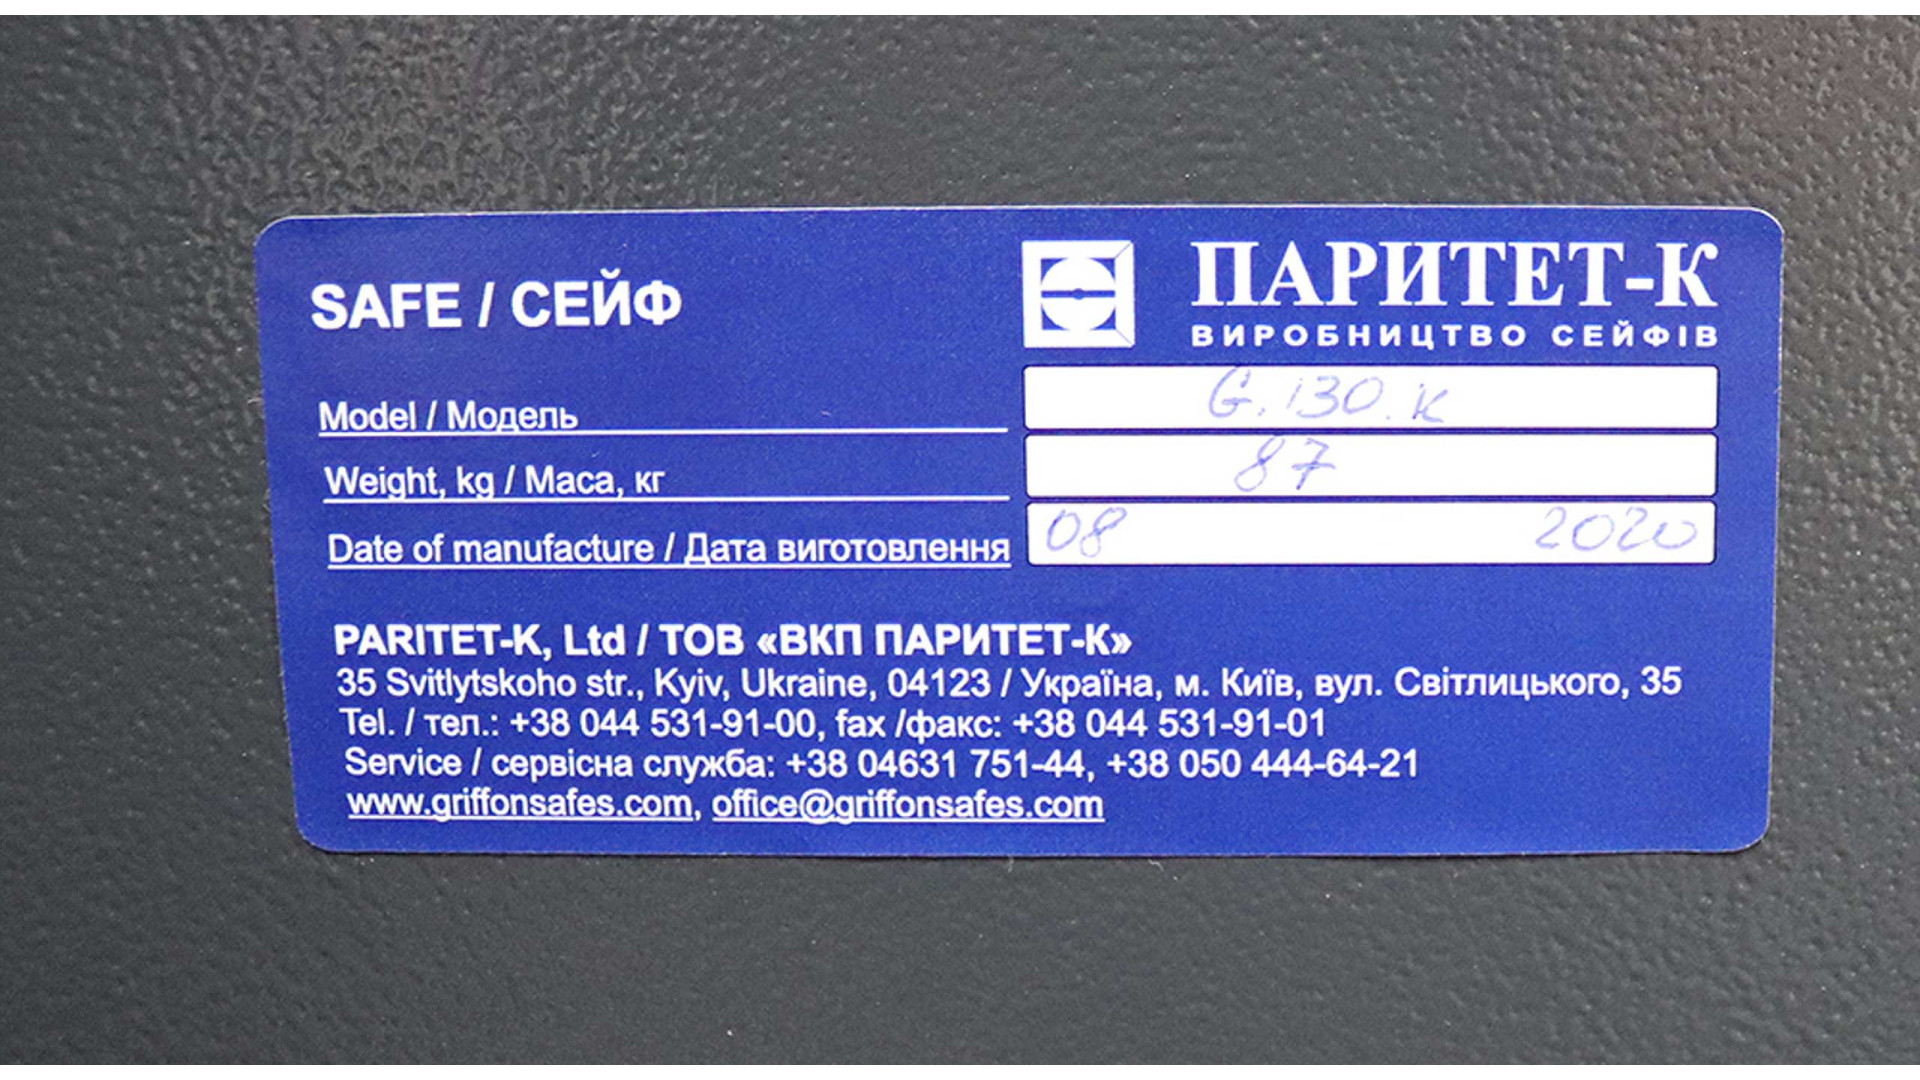 SAFE / СЕЙФ
ПАРИТЕТ-К
ВИРОБНИЦТВО СЕЙФІВ
Model / Модель G.130.K
Weight, kg / Маса, кг 87
Date of manufacture / Дата виготовлення 08 2020
PARITET-K, Ltd / ТОВ «ВКП ПАРИТЕТ-К»
35 Svitlytskoho str., Kyiv, Ukraine, 04123 / Україна, м. Київ, вул. Світлицького, 35
Tel. / тел.: +38 044 531-91-00, fax /факс: +38 044 531-91-01
Service / сервісна служба: +38 04631 751-44, +38 050 444-64-21
www.griffonsafes.com, office@griffonsafes.com